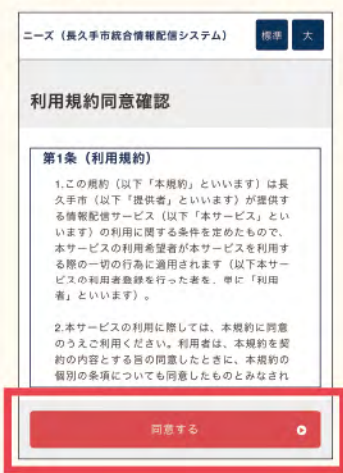 ニーズ（長久手市統合情報配信システム）
標準
大
利用規約同意確認
第1条（利用規約）
1.この規約（以下「本規約」といいます）は長
久手市（以下「提供者」といいます）が提供す
る情報配信サービス（以下「本サービス」とい
います）の利用に関する条件を定めたもので、
本サービスの利用希望者が本サービスを利用す
る際の一切の行為に適用されます（以下本サー
ビスの利用者登録を行った者を、単に「利用
者」といいます）。
2.本サービスの利用に際しては、本規約に同意
のうえご利用ください。利用者は、本規約を契
約の内容とする旨の同意したときに、本規約の
個別の条項についても同意したものとみなされ
同意する